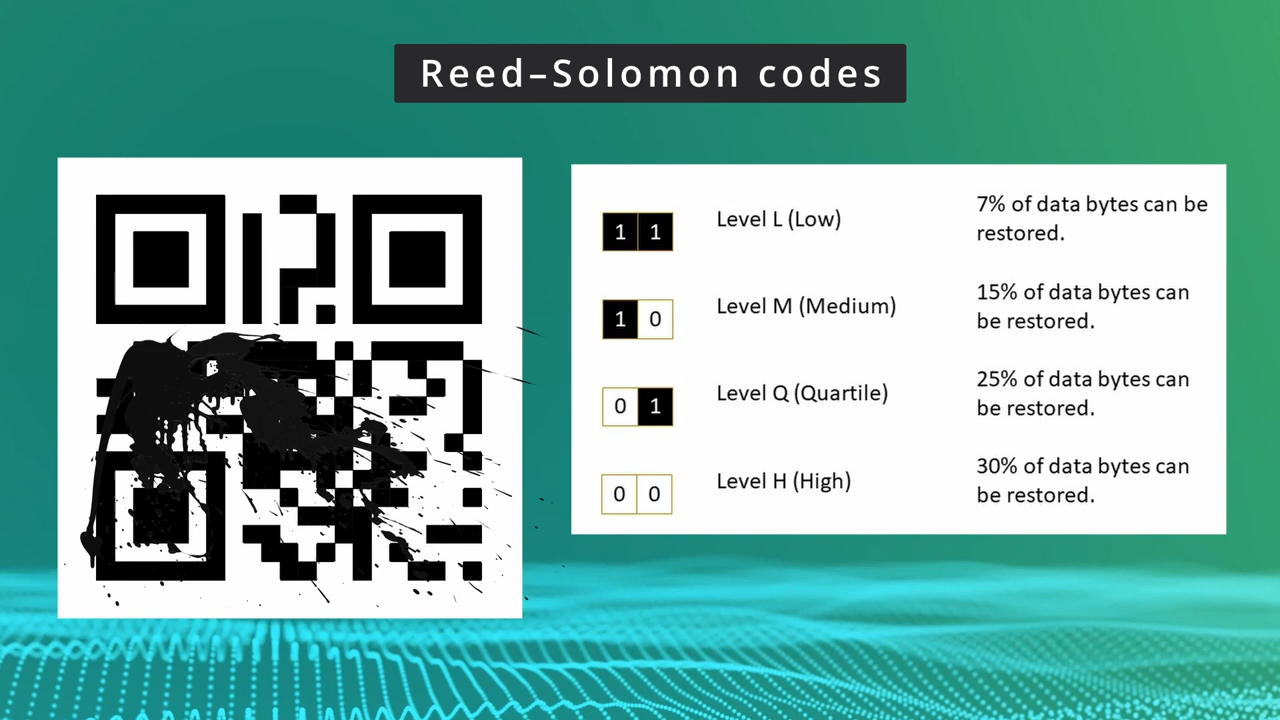 Reed–Solomon codes
1 1 Level L (Low) 7% of data bytes can be
restored.
1 0 Level M (Medium) 15% of data bytes can
be restored.
0 1 Level Q (Quartile) 25% of data bytes can
be restored.
0 0 Level H (High) 30% of data bytes can
be restored.